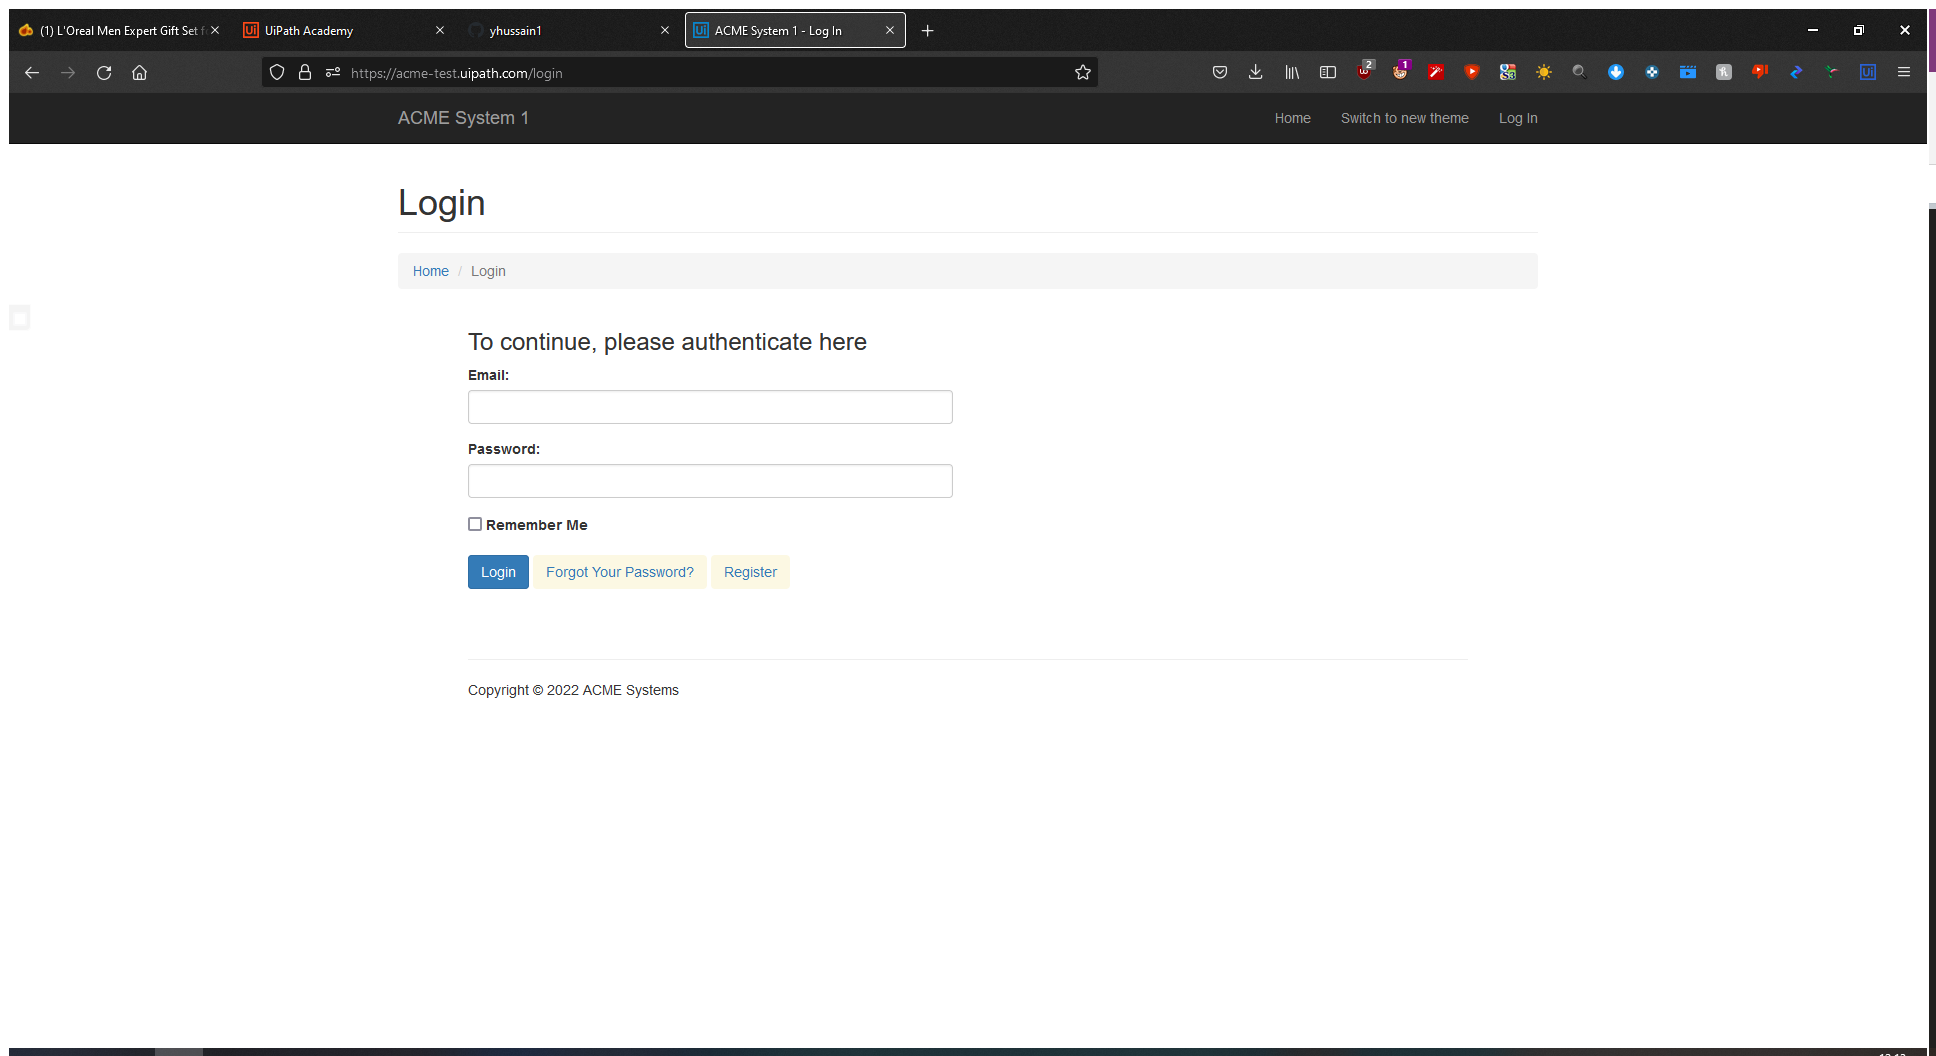 (1) L'Oreal Men Expert Gift Set f
UiPath Academy
yhussain1
ACME System 1 - Log In
https://acme-test.uipath.com/login
2
1
ACME System 1
Home
Switch to new theme
Log In
Login
Home / Login
To continue, please authenticate here
Email:
Password:
Remember Me
Login
Forgot Your Password?
Register
Copyright © 2022 ACME Systems